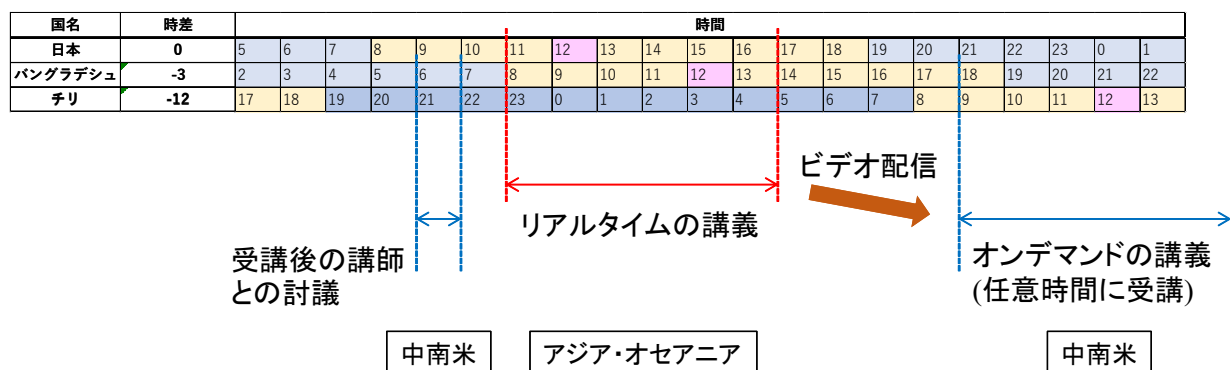 国名 時差 時間
日本 0 5 6 7 8 9 10 11 12 13 14 15 16 17 18 19 20 21 22 23 0 1
バングラデシュ -3 2 3 4 5 6 7 8 9 10 11 12 13 14 15 16 17 18 19 20 21 22
チリ -12 17 18 19 20 21 22 23 0 1 2 3 4 5 6 7 8 9 10 11 12 13
ビデオ配信
リアルタイムの講義
受講後の講師
との討議
オンデマンドの講義
(任意時間に受講)
中南米 アジア・オセアニア 中南米